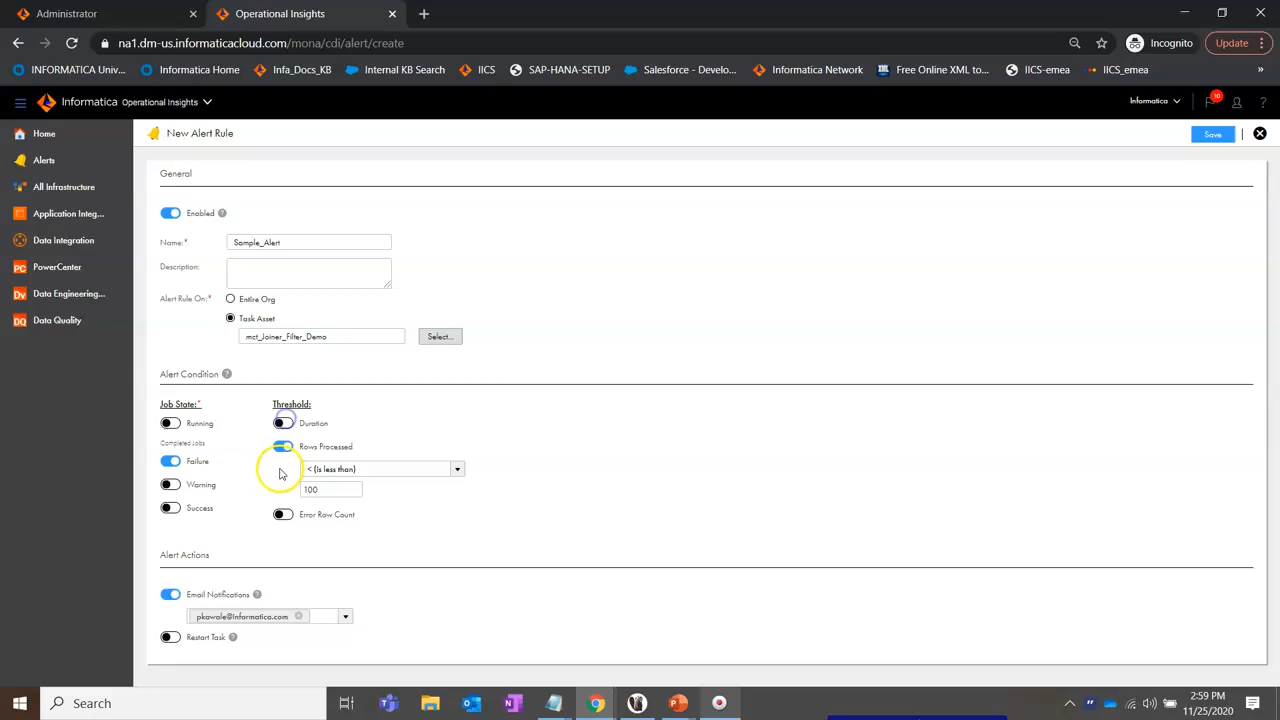 Administrator
Operational Insights
na1.dm-us.informaticacloud.com/mona/cdi/alert/create
Incognito
Update
INFORMATICA Univ...
Informatica Home
Infa_Docs_KB
Internal KB Search
IICS
SAP-HANA-SETUP
Salesforce - Develo...
Informatica Network
Free Online XML to...
IICS-emea
IICS_emea
»
Informatica Operational Insights
Informatica
10
?
Home
Alerts
All Infrastructure
Application Integ...
Data Integration
PC PowerCenter
Dv Data Engineering...
DQ Data Quality
New Alert Rule
Save
General
Enabled ?
Name:* Sample_Alert
Description:
Alert Rule On:* Entire Org
Task Asset
mct_Joiner_Filter_Demo Select...
Alert Condition ?
Job State:* Threshold:
Running Duration
Completed Jobs Rows Processed
Failure < (is less than)
Warning 100
Success Error Row Count
Alert Actions
Email Notifications ?
pkawale@informatica.com
Restart Task ?
Search
2:59 PM
11/25/2020